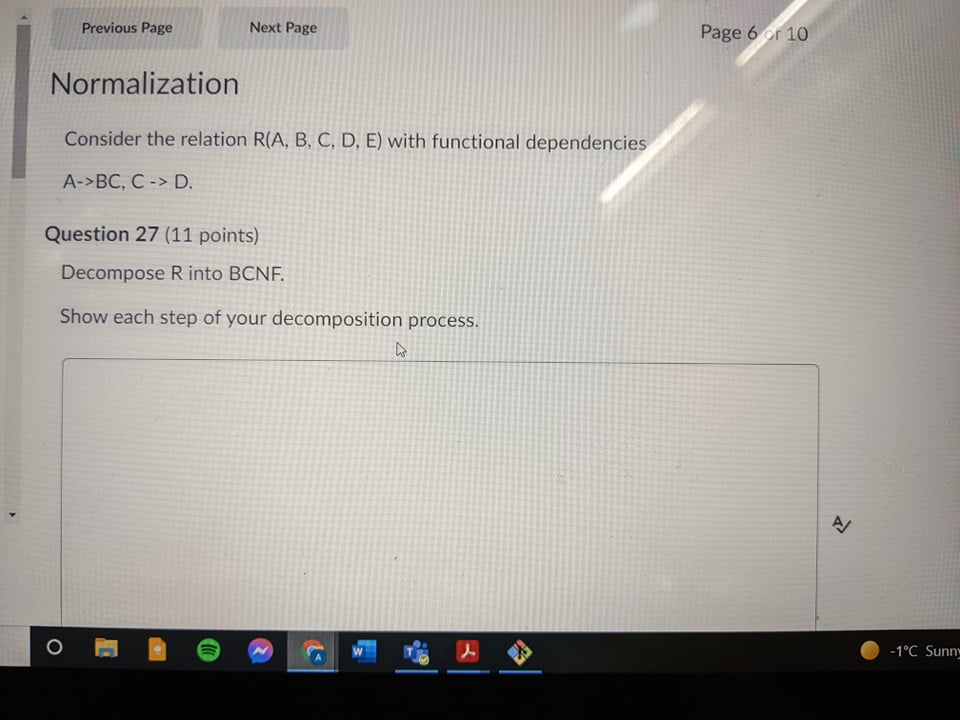 Previous Page
Next Page
Page 6 of 10
Normalization
Consider the relation R(A, B, C, D, E) with functional dependencies
A->BC, C -> D.
Question 27 (11 points)
Decompose R into BCNF.
Show each step of your decomposition process.
-1°C Sunny